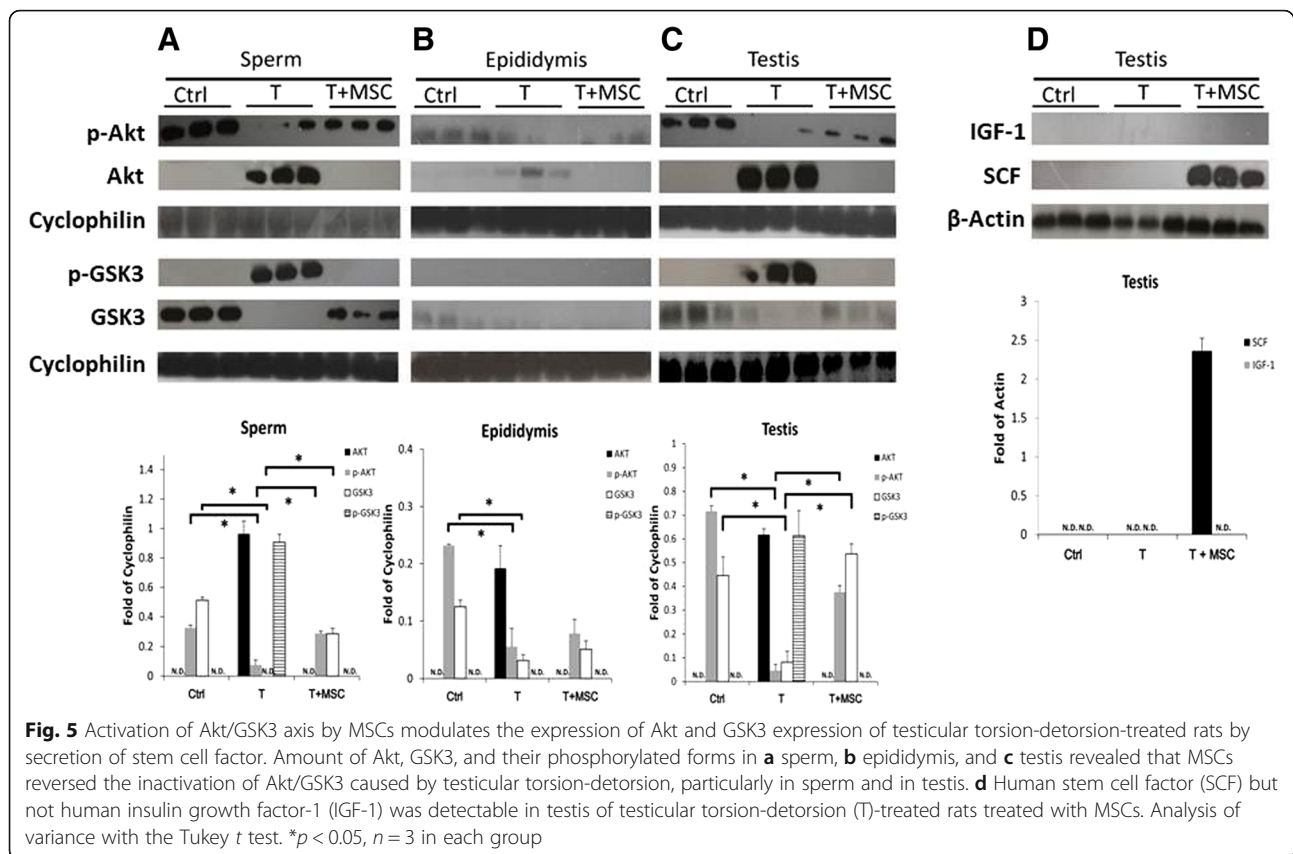 A
B
C
D
Sperm
Epididymis
Testis
Testis
Ctrl T T+MSC
Ctrl T T+MSC
Ctrl T T+MSC
Ctrl T T+MSC
p-Akt
Akt
Cyclophilin
p-GSK3
GSK3
Cyclophilin
IGF-1
SCF
β-Actin
Sperm
Fold of Cyclophilin
1.4
1.2
1
0.8
0.6
0.4
0.2
0
* * * *
AKT
p-AKT
GSK3
p-GSK3
N.D. N.D. N.D. N.D. N.D.
Ctrl T T+MSC
Epididymis
Fold of Cyclophilin
0.4
0.3
0.2
0.1
0
* *
AKT
p-AKT
GSK3
p-GSK3
N.D. N.D. N.D. N.D. N.D.
Ctrl T T+MSC
Testis
Fold of Cyclophilin
1
0.9
0.8
0.7
0.6
0.5
0.4
0.3
0.2
0.1
0
* * * *
AKT
p-AKT
GSK3
p-GSK3
N.D. N.D. N.D. N.D.
Ctrl T T+MSC
Testis
Fold of Actin
3
2.5
2
1.5
1
0.5
0
SCF
IGF-1
N.D. N.D. N.D. N.D. N.D.
Ctrl T T + MSC
Fig. 5 Activation of Akt/GSK3 axis by MSCs modulates the expression of Akt and GSK3 expression of testicular torsion-detorsion-treated rats by
secretion of stem cell factor. Amount of Akt, GSK3, and their phosphorylated forms in a sperm, b epididymis, and c testis revealed that MSCs
reversed the inactivation of Akt/GSK3 caused by testicular torsion-detorsion, particularly in sperm and in testis. d Human stem cell factor (SCF) but
not human insulin growth factor-1 (IGF-1) was detectable in testis of testicular torsion-detorsion (T)-treated rats treated with MSCs. Analysis of
variance with the Tukey t test. *p < 0.05, n = 3 in each group